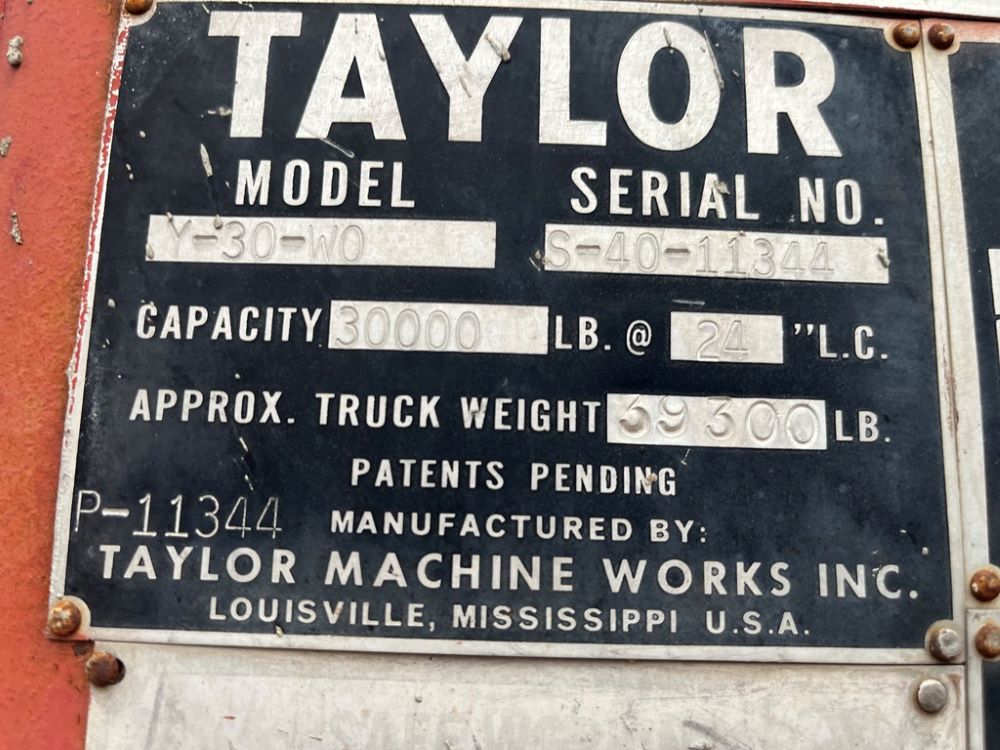 TAYLOR
MODEL SERIAL NO.
Y-30-WO S-40-11344
CAPACITY 30000 LB. @ 24 "L.C.
APPROX. TRUCK WEIGHT 39300 LB.
PATENTS PENDING
P-11344 MANUFACTURED BY:
TAYLOR MACHINE WORKS INC.
LOUISVILLE, MISSISSIPPI U.S.A.